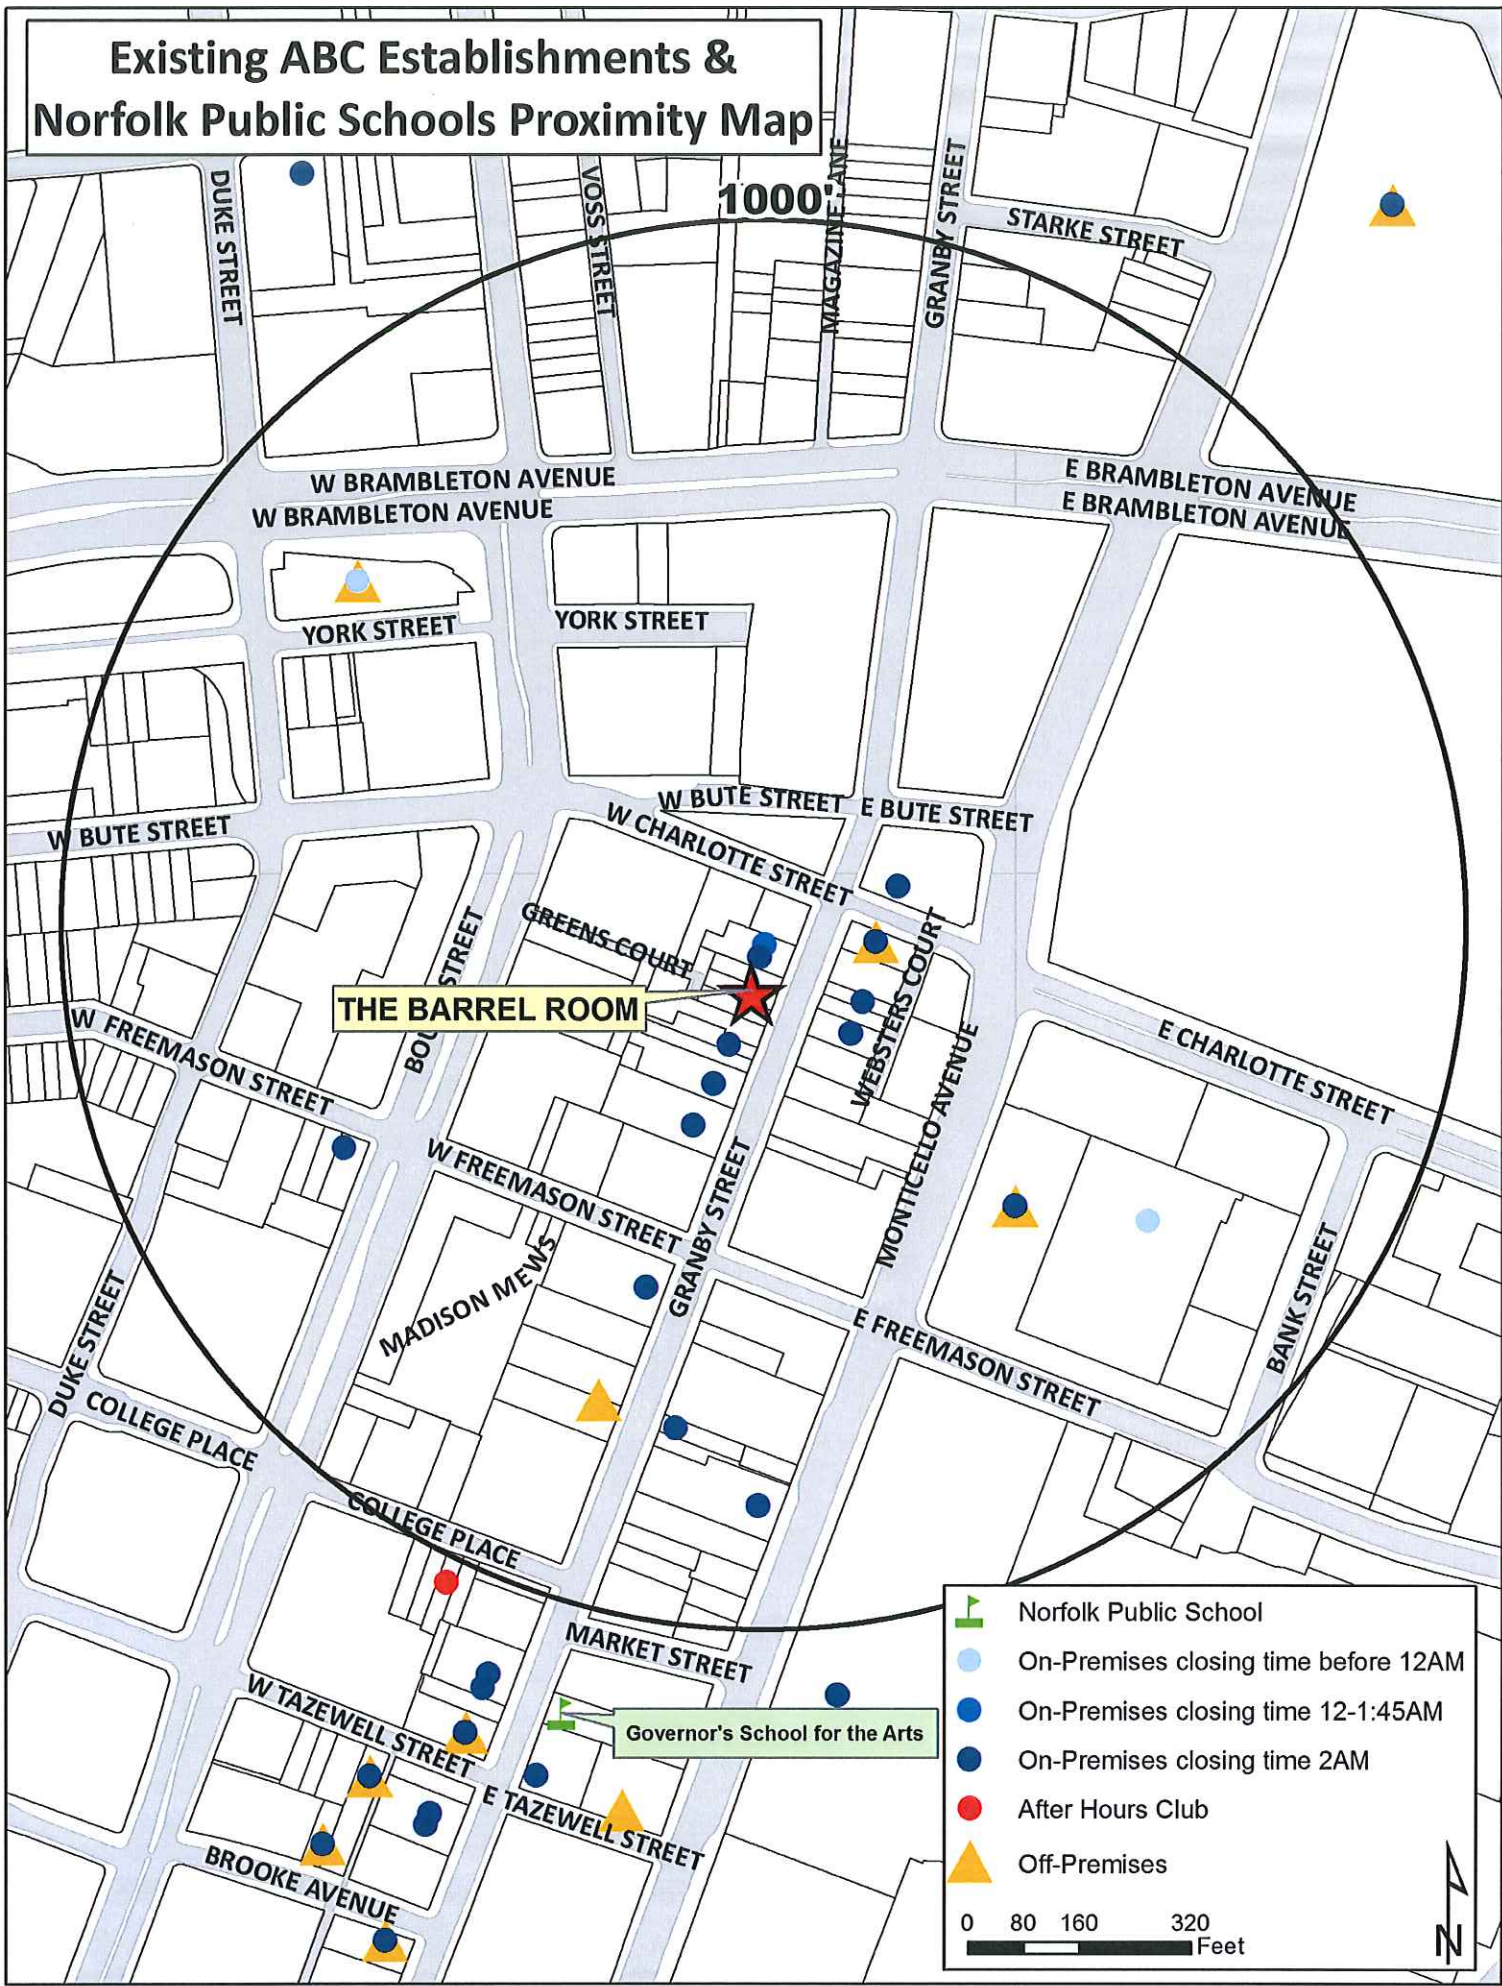 Existing ABC Establishments &
Norfolk Public Schools Proximity Map
1000'
DUKE STREET
VOSS STREET
MAGAZINE LANE
GRANBY STREET
STARKE STREET
W BRAMBLETON AVENUE
W BRAMBLETON AVENUE
E BRAMBLETON AVENUE
E BRAMBLETON AVENUE
YORK STREET
YORK STREET
W BUTE STREET
W BUTE STREET
E BUTE STREET
W CHARLOTTE STREET
GREENS COURT
WEBSTERS COURT
THE BARREL ROOM
BOU STREET
W FREEMASON STREET
MONTICELLO AVENUE
E CHARLOTTE STREET
W FREEMASON STREET
GRANBY STREET
MADISON MEWS
BANK STREET
DUKE STREET
E FREEMASON STREET
COLLEGE PLACE
COLLEGE PLACE
MARKET STREET
W TAZEWELL STREET
Governor's School for the Arts
E TAZEWELL STREET
BROOKE AVENUE
Norfolk Public School
On-Premises closing time before 12AM
On-Premises closing time 12-1:45AM
On-Premises closing time 2AM
After Hours Club
Off-Premises
0 80 160 320
Feet
N